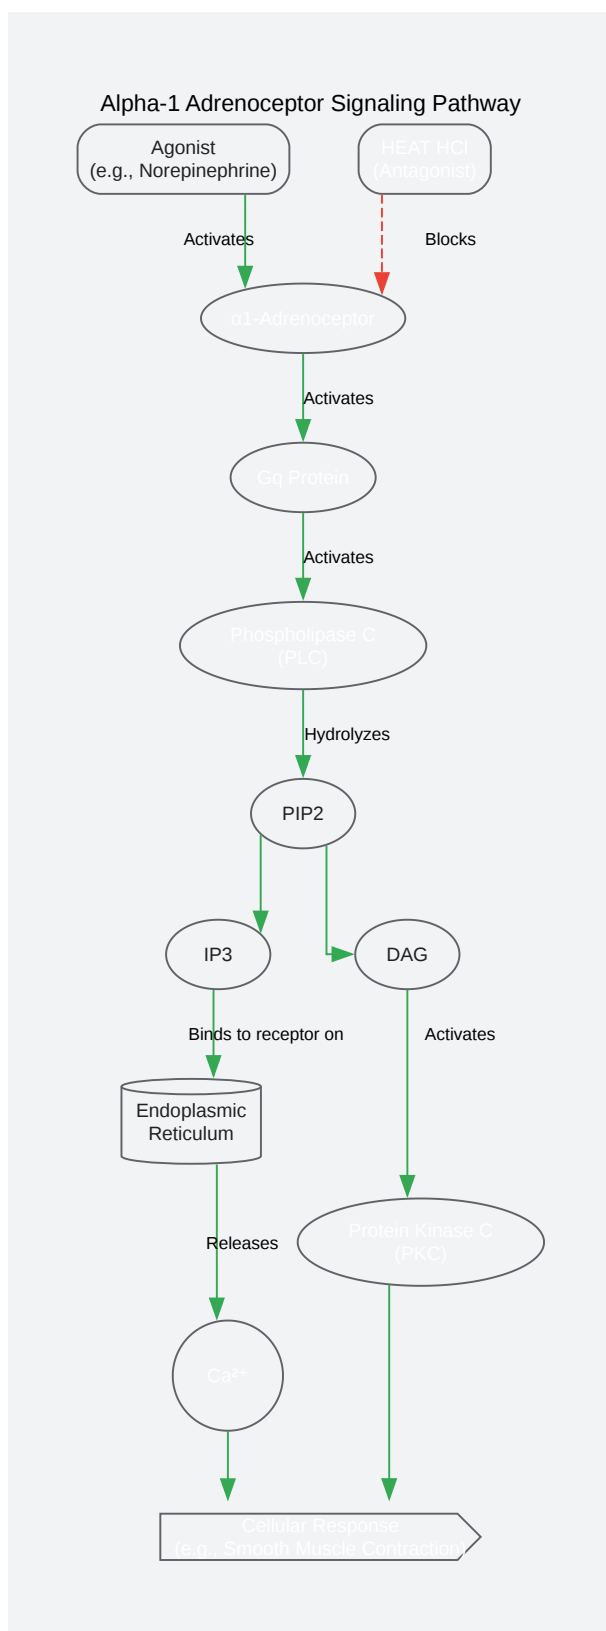 Alpha-1 Adrenoceptor Signaling Pathway
Agonist
(e.g., Norepinephrine)
HEAT HCl
(Antagonist)
Activates
Blocks
α1-Adrenoceptor
Activates
Gq Protein
Activates
Phospholipase C
(PLC)
Hydrolyzes
PIP2
IP3
DAG
Binds to receptor on
Activates
Endoplasmic
Reticulum
Releases
Protein Kinase C
(PKC)
Ca²⁺
Cellular Response
(e.g., Smooth Muscle Contraction)